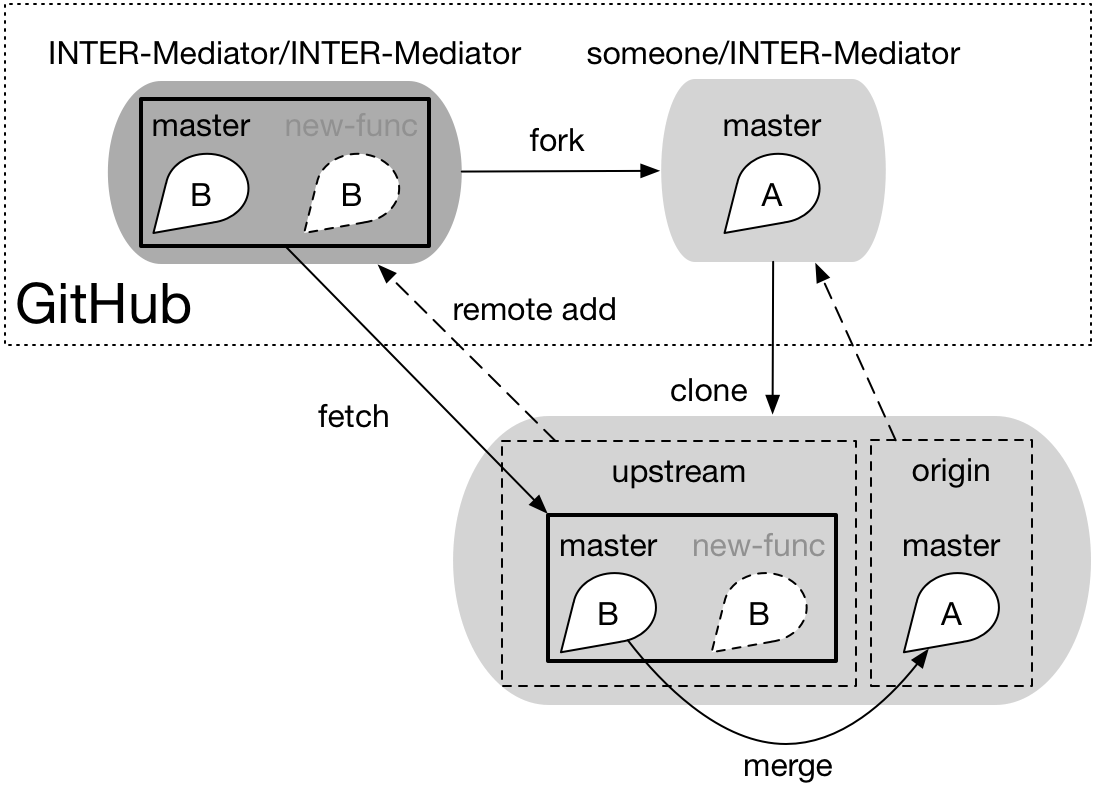 INTER-Mediator/INTER-Mediator
someone/INTER-Mediator
master
new-func
master
fork
B
B
A
GitHub
remote add
clone
fetch
upstream
origin
master
new-func
master
B
B
A
merge